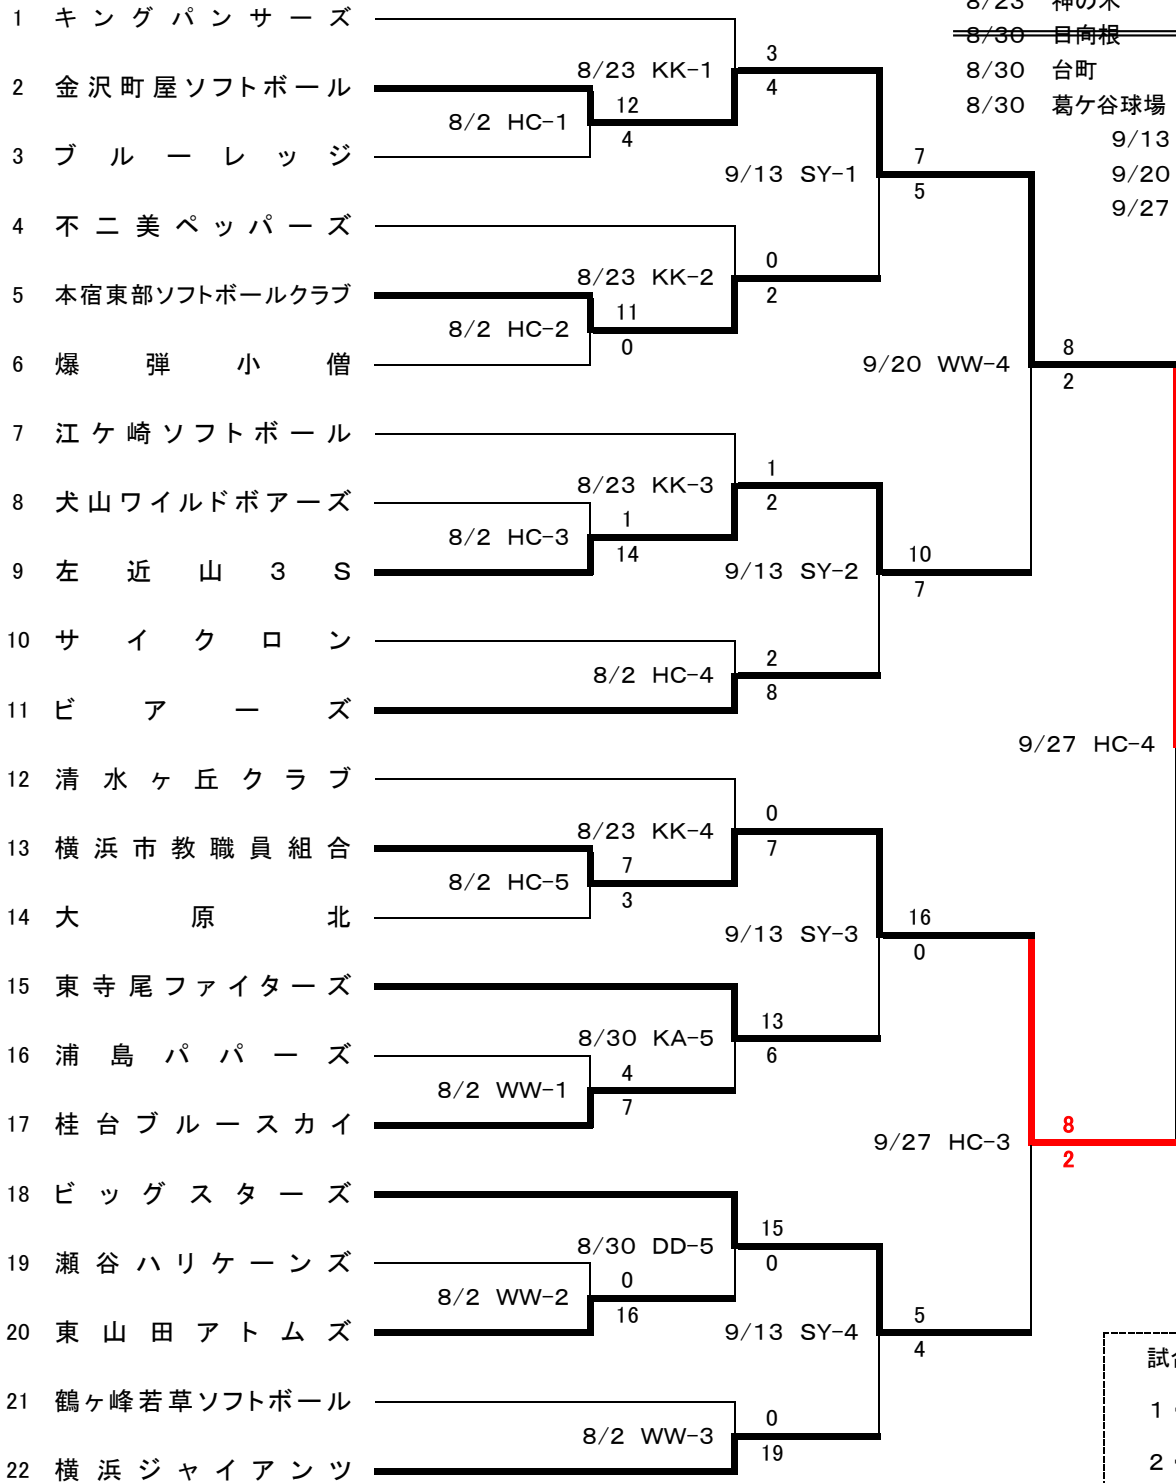 8/23 神の木
1 キングパンサーズ
3
8/30 日向根
8/23 KK-1
4
8/30 台町
2 金沢町屋ソフトボール
12
8/30 葛ケ谷球場
8/2 HC-1
4
9/13
3 ブルーレッジ
7
9/13 SY-1
5
9/20
9/27
4 不二美ペッパーズ
0
8/23 KK-2
2
5 本宿東部ソフトボールクラブ
11
8/2 HC-2
0
8
6 爆弾小僧
9/20 WW-4
2
7 江ケ崎ソフトボール
1
8/23 KK-3
2
8 犬山ワイルドボアーズ
1
8/2 HC-3
14
10
9 左近山3S
9/13 SY-2
7
10 サイクロン
2
8/2 HC-4
8
11 ビアーズ
9/27 HC-4
12 清水ヶ丘クラブ
0
8/23 KK-4
7
13 横浜市教職員組合
7
8/2 HC-5
3
14 大原北
16
9/13 SY-3
0
15 東寺尾ファイターズ
13
8/30 KA-5
6
16 浦島パパーズ
4
8/2 WW-1
7
17 桂台ブルースカイ
8
9/27 HC-3
2
18 ビッグスターズ
15
8/30 DD-5
0
19 瀬谷ハリケーンズ
0
8/2 WW-2
16
5
20 東山田アトムズ
9/13 SY-4
4
試合
21 鶴ヶ峰若草ソフトボール
1
0
8/2 WW-3
19
2
22 横浜ジャイアンツ